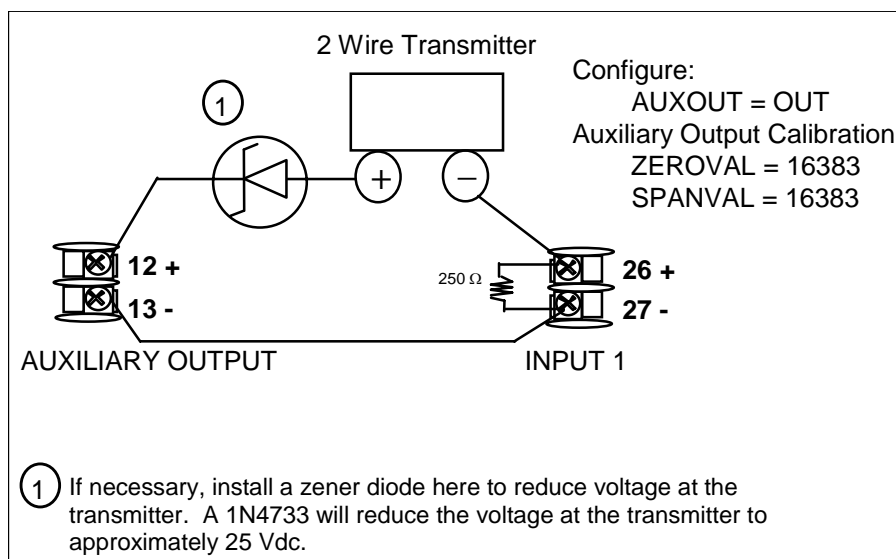 2 Wire Transmitter
Configure:
AUXOUT = OUT
Auxiliary Output Calibration
ZEROVAL = 16383
SPANVAL = 16383
1
+
−
12 +
13 -
250 Ω
26 +
27 -
AUXILIARY OUTPUT
INPUT 1
1 If necessary, install a zener diode here to reduce voltage at the
transmitter. A 1N4733 will reduce the voltage at the transmitter to
approximately 25 Vdc.